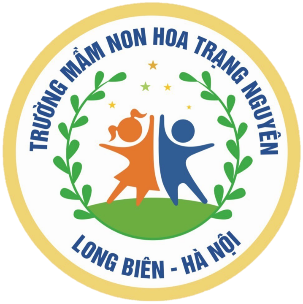 TRƯỜNG MẦM NON HOA TRẠNG NGUYÊN
LONG BIÊN - HÀ NỘI